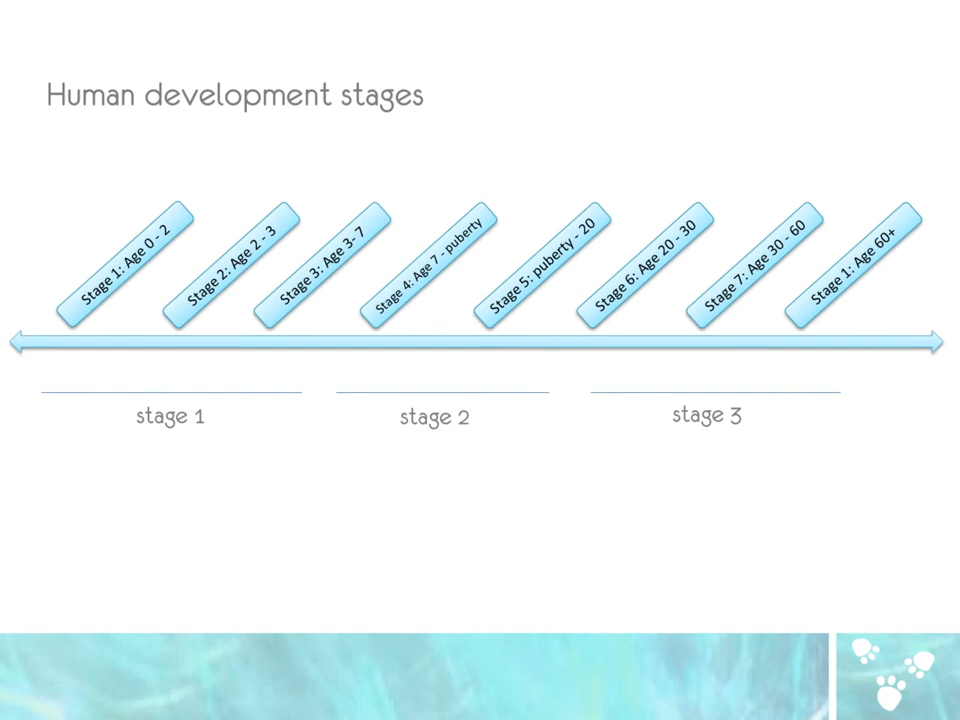 Human development stages
Stage 1: Age 0 - 2
Stage 2: Age 2 - 3
Stage 3: Age 3- 7
Stage 4: Age 7 - puberty
Stage 5: puberty - 20
Stage 6: Age 20 - 30
Stage 7: Age 30 - 60
Stage 1: Age 60+
stage 1
stage 2
stage 3